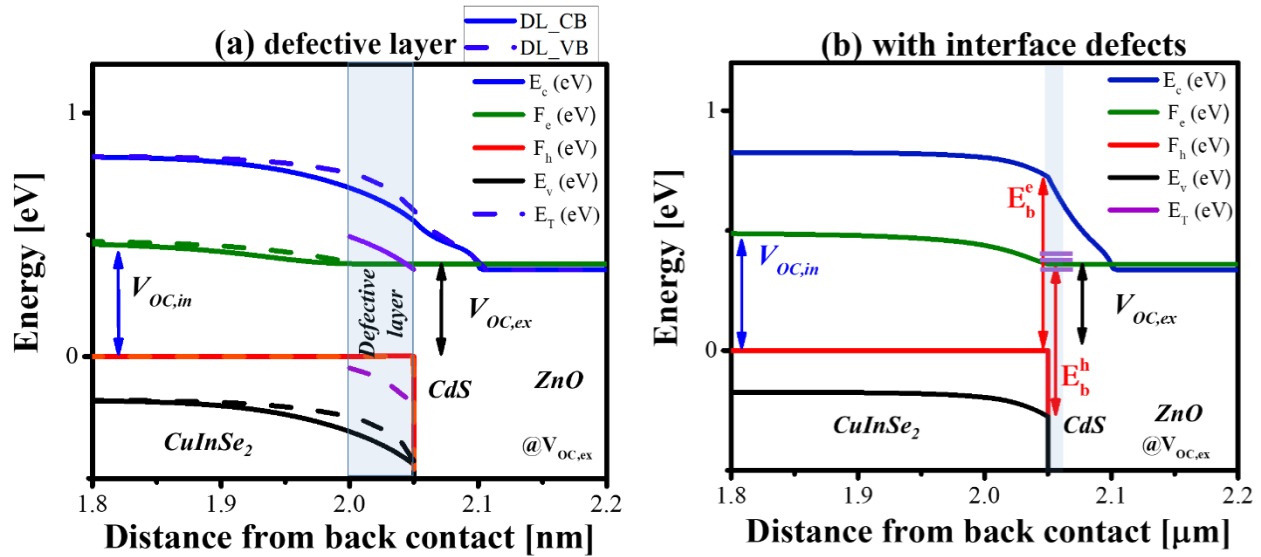 DL_CB
DL_VB
(a) defective layer
E_c (eV)
F_e (eV)
F_h (eV)
E_v (eV)
E_T (eV)
1
0
Energy [eV]
V_OC,in
Defective
layer
V_OC,ex
CdS
ZnO
CuInSe₂
@V_OC,ex
1.8 1.9 2.0 2.1 2.2
Distance from back contact [nm]
(b) with interface defects
E_c (eV)
F_e (eV)
F_h (eV)
E_v (eV)
E_T (eV)
1
0
Energy [eV]
E_b^e
V_OC,in
V_OC,ex
E_b^h
CuInSe₂
CdS
ZnO
@V_OC,ex
1.8 1.9 2.0 2.1 2.2
Distance from back contact [μm]